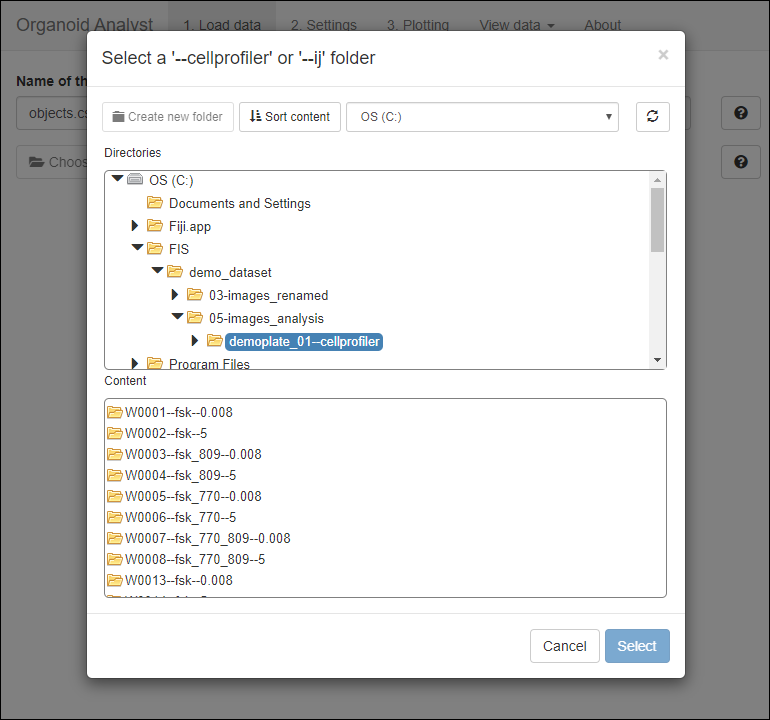 Organoid Analyst 1. Load data 2. Settings 3. Plotting View data About
Select a '--cellprofiler' or '--ij' folder ×
Name of th
Create new folder Sort content OS (C:)
objects.cs
Directories
Choos
OS (C:)
Documents and Settings
Fiji.app
FIS
demo_dataset
03-images_renamed
05-images_analysis
demoplate_01--cellprofiler
Program Files
Content
W0001--fsk--0.008
W0002--fsk--5
W0003--fsk_809--0.008
W0004--fsk_809--5
W0005--fsk_770--0.008
W0006--fsk_770--5
W0007--fsk_770_809--0.008
W0008--fsk_770_809--5
W0013--fsk--0.008
Cancel Select